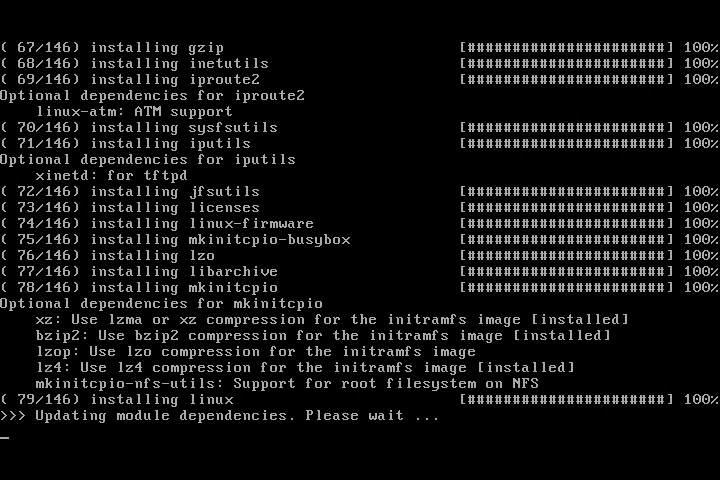 ( 67/146) installing gzip                          [######################] 100%
( 68/146) installing inetutils                     [######################] 100%
( 69/146) installing iproute2                      [######################] 100%
Optional dependencies for iproute2
    linux-atm: ATM support
( 70/146) installing sysfsutils                    [######################] 100%
( 71/146) installing iputils                       [######################] 100%
Optional dependencies for iputils
    xinetd: for tftpd
( 72/146) installing jfsutils                      [######################] 100%
( 73/146) installing licenses                      [######################] 100%
( 74/146) installing linux-firmware                [######################] 100%
( 75/146) installing mkinitcpio-busybox            [######################] 100%
( 76/146) installing lzo                           [######################] 100%
( 77/146) installing libarchive                    [######################] 100%
( 78/146) installing mkinitcpio                    [######################] 100%
Optional dependencies for mkinitcpio
    xz: Use lzma or xz compression for the initramfs image [installed]
    bzip2: Use bzip2 compression for the initramfs image [installed]
    lzop: Use lzo compression for the initramfs image
    lz4: Use lz4 compression for the initramfs image [installed]
    mkinitcpio-nfs-utils: Support for root filesystem on NFS
( 79/146) installing linux                         [######################] 100%
>>> Updating module dependencies. Please wait ...
_